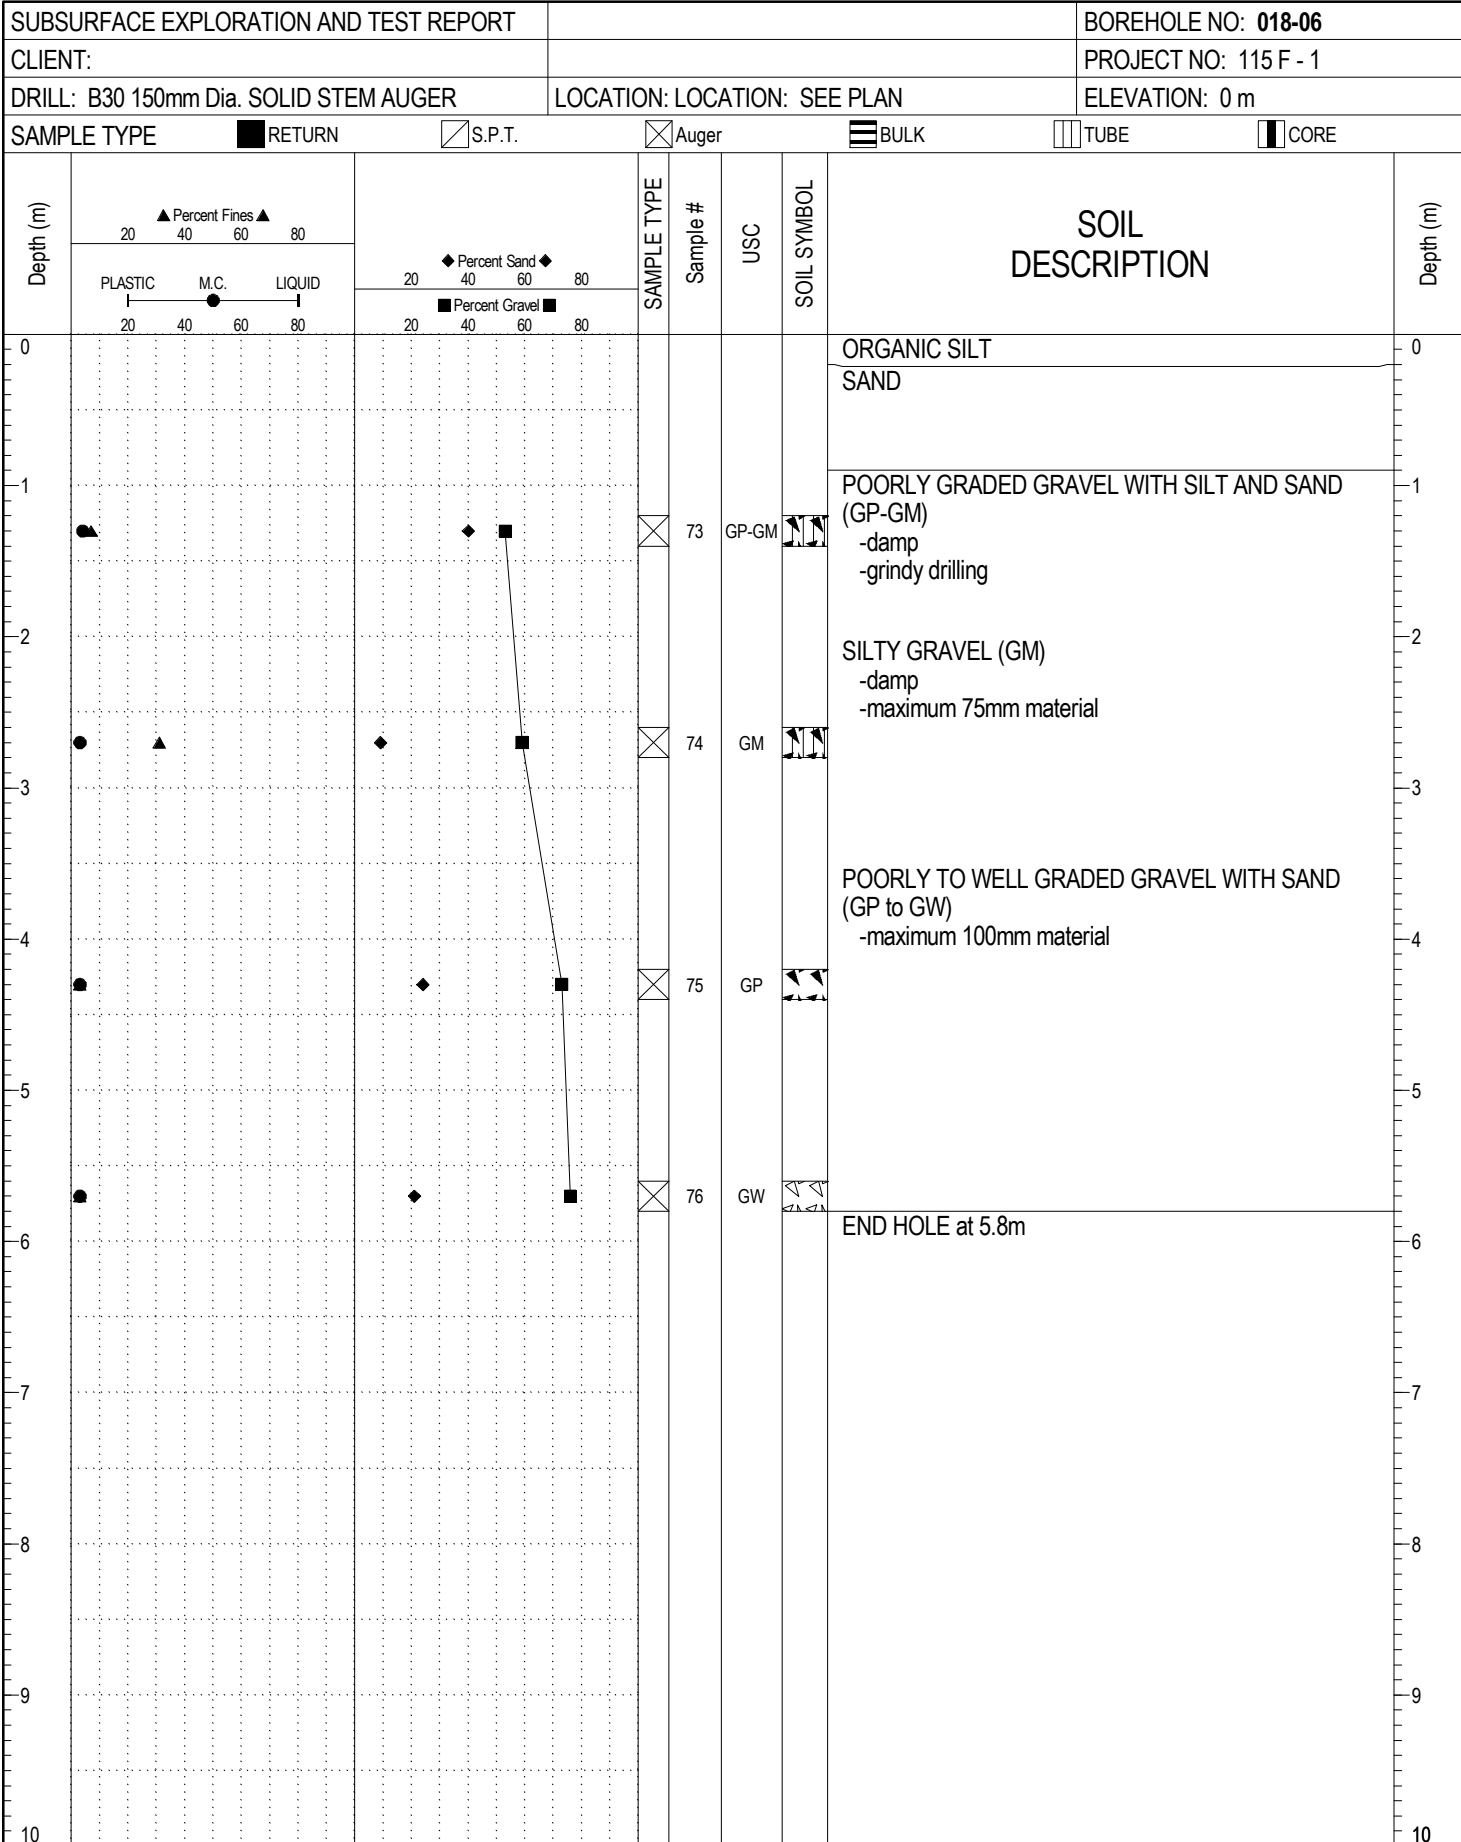 SUBSURFACE EXPLORATION AND TEST REPORT
BOREHOLE NO: 018-06
CLIENT:
PROJECT NO: 115 F - 1
DRILL: B30 150mm Dia. SOLID STEM AUGER
LOCATION: LOCATION: SEE PLAN
ELEVATION: 0 m
SAMPLE TYPE
RETURN
S.P.T.
Auger
BULK
TUBE
CORE
Depth (m)
Percent Fines
20 40 60 80
PLASTIC M.C. LIQUID
20 40 60 80
Percent Sand
20 40 60 80
Percent Gravel
20 40 60 80
SAMPLE TYPE
Sample #
USC
SOIL SYMBOL
SOIL
DESCRIPTION
Depth (m)
0
ORGANIC SILT
0
SAND
1
POORLY GRADED GRAVEL WITH SILT AND SAND
1
(GP-GM)
73 GP-GM
-damp
-grindy drilling
2
2
SILTY GRAVEL (GM)
-damp
-maximum 75mm material
74 GM
3
3
POORLY TO WELL GRADED GRAVEL WITH SAND
(GP to GW)
4
-maximum 100mm material
4
75 GP
5
5
76 GW
END HOLE at 5.8m
6
6
7
7
8
8
9
9
10
10